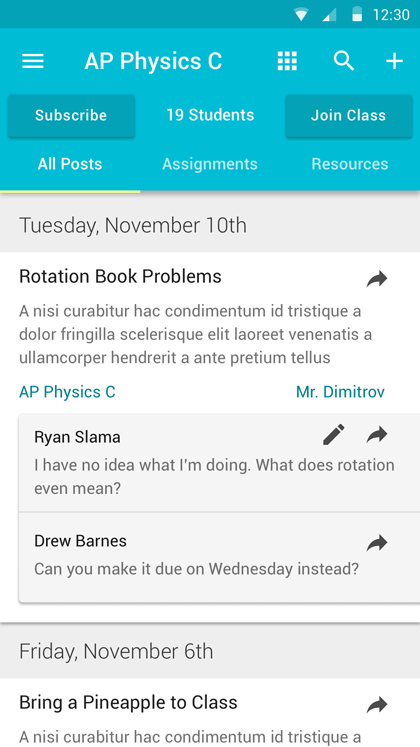 12:30
AP Physics C
Subscribe
19 Students
Join Class
All Posts
Assignments
Resources
Tuesday, November 10th
Rotation Book Problems
A nisi curabitur hac condimentum id tristique a
dolor fringilla scelerisque elit laoreet venenatis a
ullamcorper hendrerit a ante pretium tellus
AP Physics C
Mr. Dimitrov
Ryan Slama
I have no idea what I'm doing. What does rotation
even mean?
Drew Barnes
Can you make it due on Wednesday instead?
Friday, November 6th
Bring a Pineapple to Class
A nisi curabitur hac condimentum id tristique a